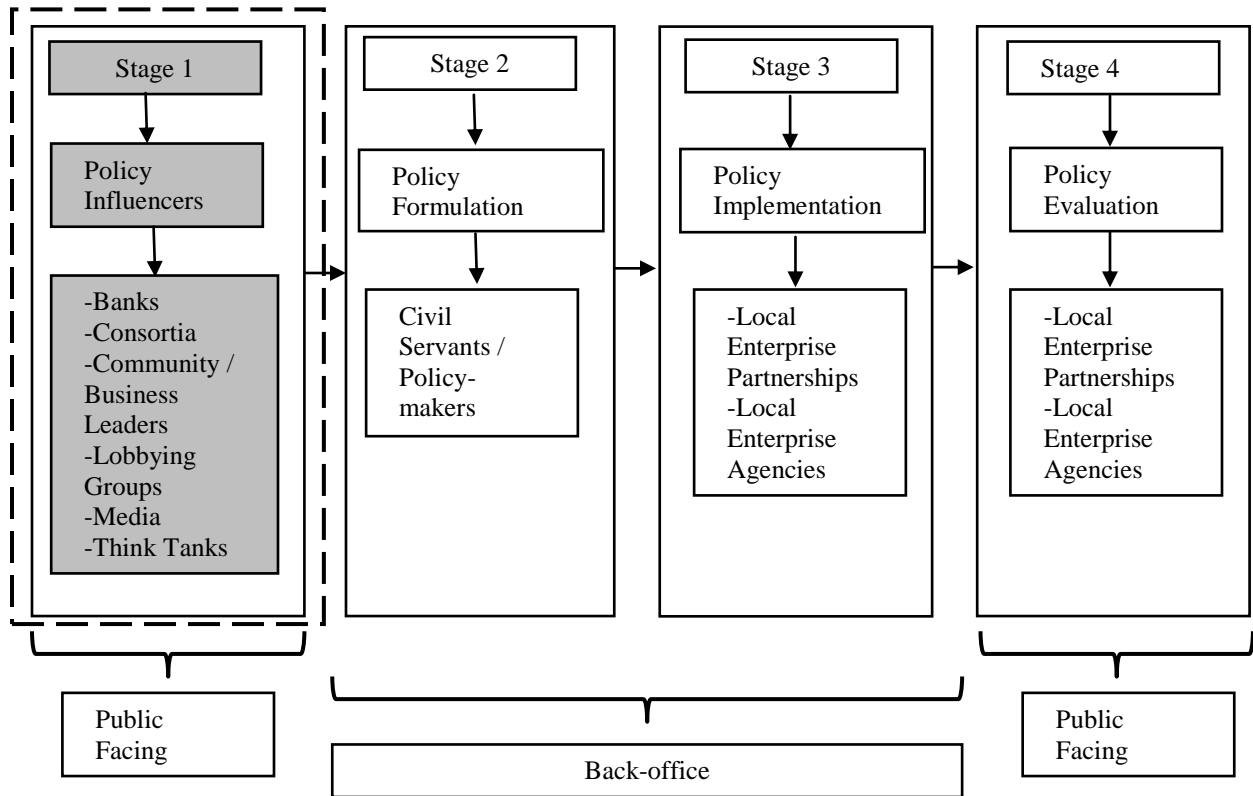 Stage 1
Policy
Influencers
-Banks
-Consortia
-Community /
Business
Leaders
-Lobbying
Groups
-Media
-Think Tanks
Public
Facing
Stage 2
Policy
Formulation
Civil
Servants /
Policy-
makers
Stage 3
Policy
Implementation
-Local
Enterprise
Partnerships
-Local
Enterprise
Agencies
Back-office
Stage 4
Policy
Evaluation
-Local
Enterprise
Partnerships
-Local
Enterprise
Agencies
Public
Facing